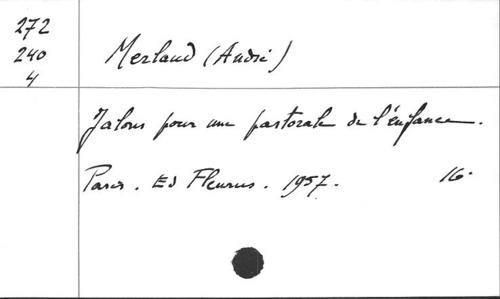 272
240
4
Merlaud (André)
Jalons pour une pastorale de l'enfance.
Paris. Ed Fleurus. 1957. 16.